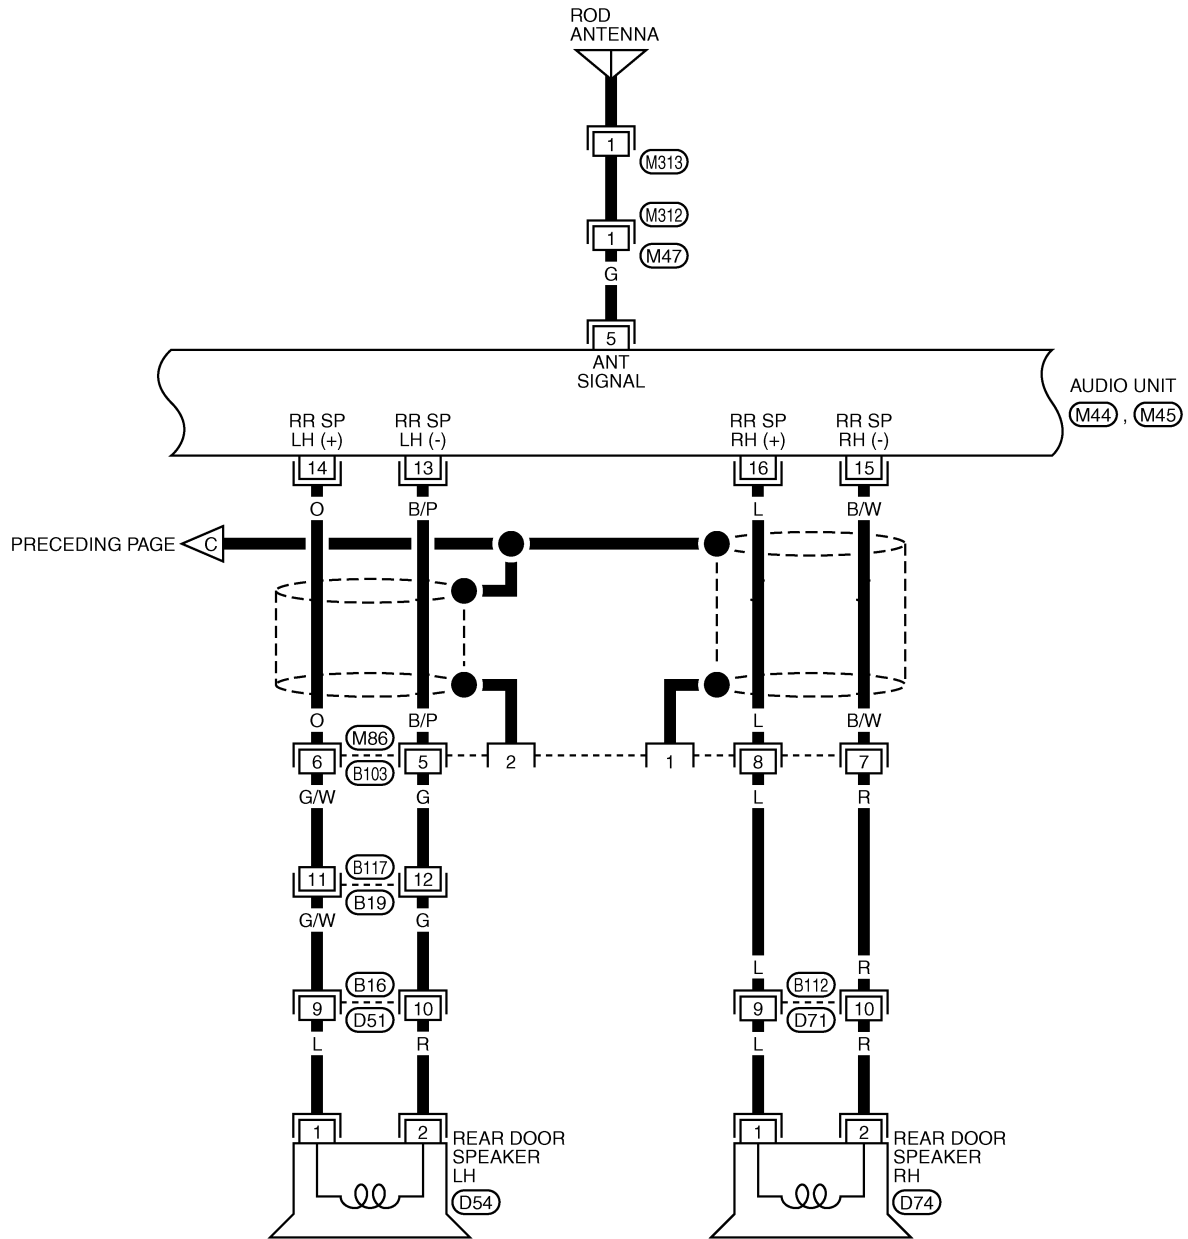 ROD
ANTENNA
1
M313
M312
1
M47
G
5
ANT
SIGNAL
AUDIO UNIT
M44 , M45
RR SP
LH (+)
RR SP
LH (-)
RR SP
RH (+)
RR SP
RH (-)
14 13 16 15
O B/P L B/W
PRECEDING PAGE C
O B/P L B/W
M86
6 5 2 1 8 7
B103
G/W G L R
B117
11 12
B19
G/W G
L R
B16 B112
9 10 9 10
D51 D71
L R L R
1 2 1 2
REAR DOOR
SPEAKER
LH
D54
REAR DOOR
SPEAKER
RH
D74